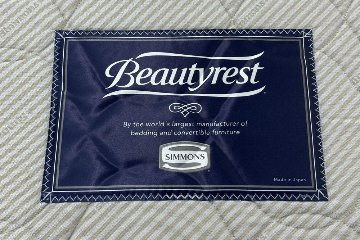 Beautyrest
By the world's largest manufacturer of
bedding and convertible furniture
SIMMONS
Made in Japan